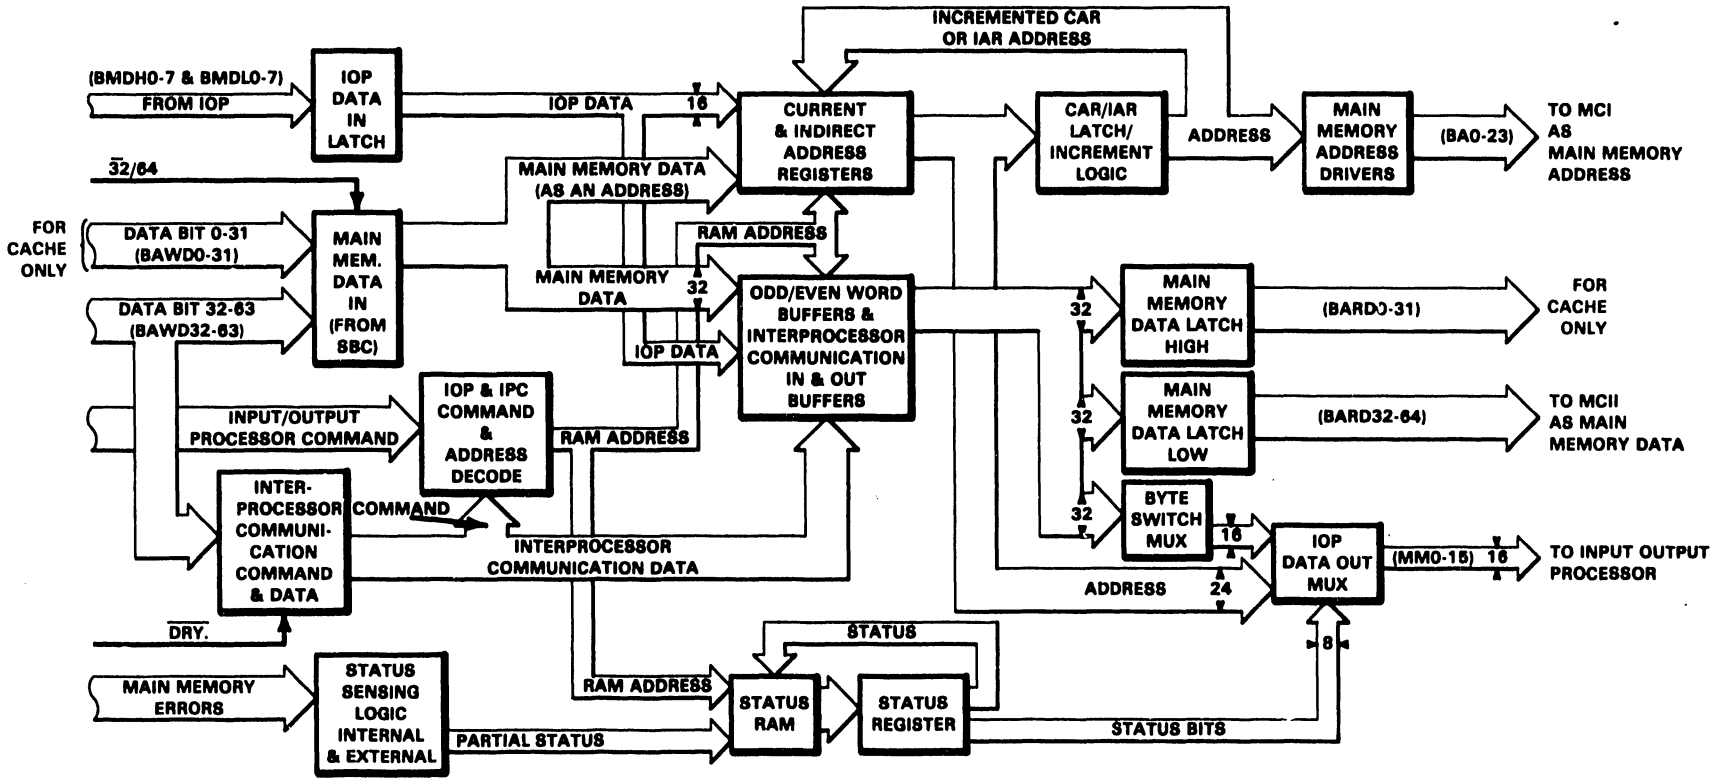 INCREMENTED CAR
OR IAR ADDRESS
(BMDH0-7 & BMDL0-7)
FROM IOP
IOP
DATA
IN
LATCH
IOP DATA
16
CURRENT
& INDIRECT
ADDRESS
REGISTERS
CAR/IAR
LATCH/
INCREMENT
LOGIC
ADDRESS
MAIN
MEMORY
ADDRESS
DRIVERS
(BA0-23)
TO MCI
AS
MAIN MEMORY
ADDRESS
32/64
MAIN MEMORY DATA
(AS AN ADDRESS)
FOR
CACHE
ONLY
DATA BIT 0-31
(BAWD0-31)
DATA BIT 32-63
(BAWD32-63)
MAIN
MEM.
DATA
IN
(FROM
SBC)
RAM ADDRESS
MAIN MEMORY
DATA
32
IOP DATA
ODD/EVEN WORD
BUFFERS &
INTERPROCESSOR
COMMUNICATION
IN & OUT
BUFFERS
32
MAIN
MEMORY
DATA LATCH
HIGH
(BARD0-31)
FOR
CACHE
ONLY
INPUT/OUTPUT
PROCESSOR COMMAND
IOP & IPC
COMMAND
&
ADDRESS
DECODE
RAM ADDRESS
32
MAIN
MEMORY
DATA LATCH
LOW
(BARD32-64)
TO MCII
AS MAIN
MEMORY DATA
INTER-
PROCESSOR
COMMUNI-
CATION
COMMAND
& DATA
COMMAND
INTERPROCESSOR
COMMUNICATION DATA
32
BYTE
SWITCH
MUX
16
IOP
DATA OUT
MUX
(MM0-15)
16
TO INPUT OUTPUT
PROCESSOR
ADDRESS
24
DRY.
STATUS
8
MAIN MEMORY
ERRORS
STATUS
SENSING
LOGIC
INTERNAL
& EXTERNAL
RAM ADDRESS
PARTIAL STATUS
STATUS
RAM
STATUS
REGISTER
STATUS BITS